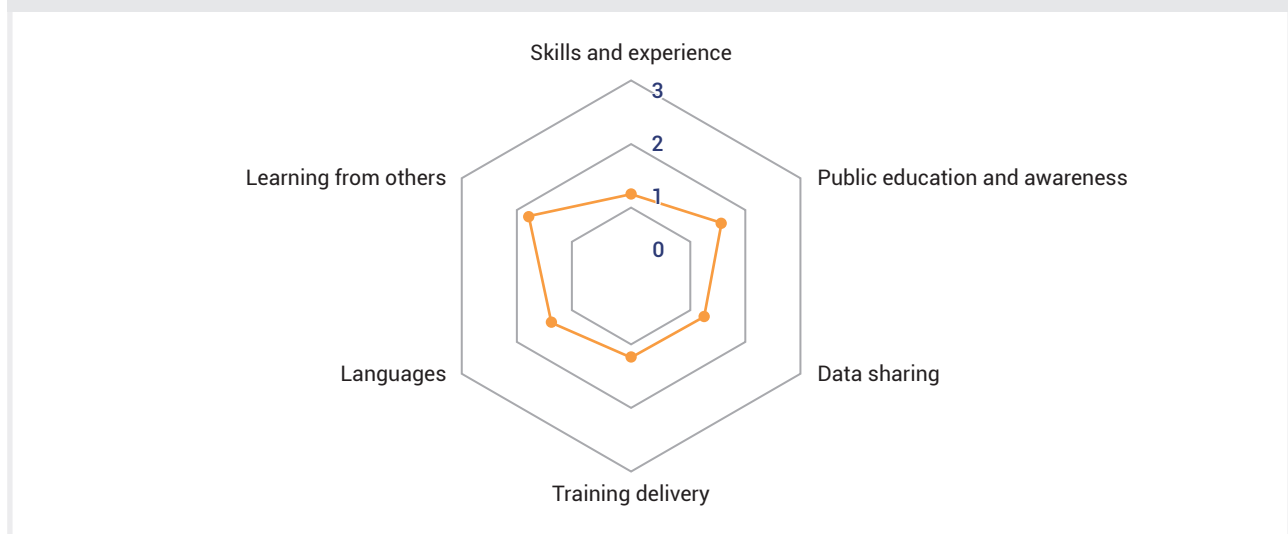 Skills and experience
3
2
Learning from others
Public education and awareness
1
0
Languages
Data sharing
Training delivery